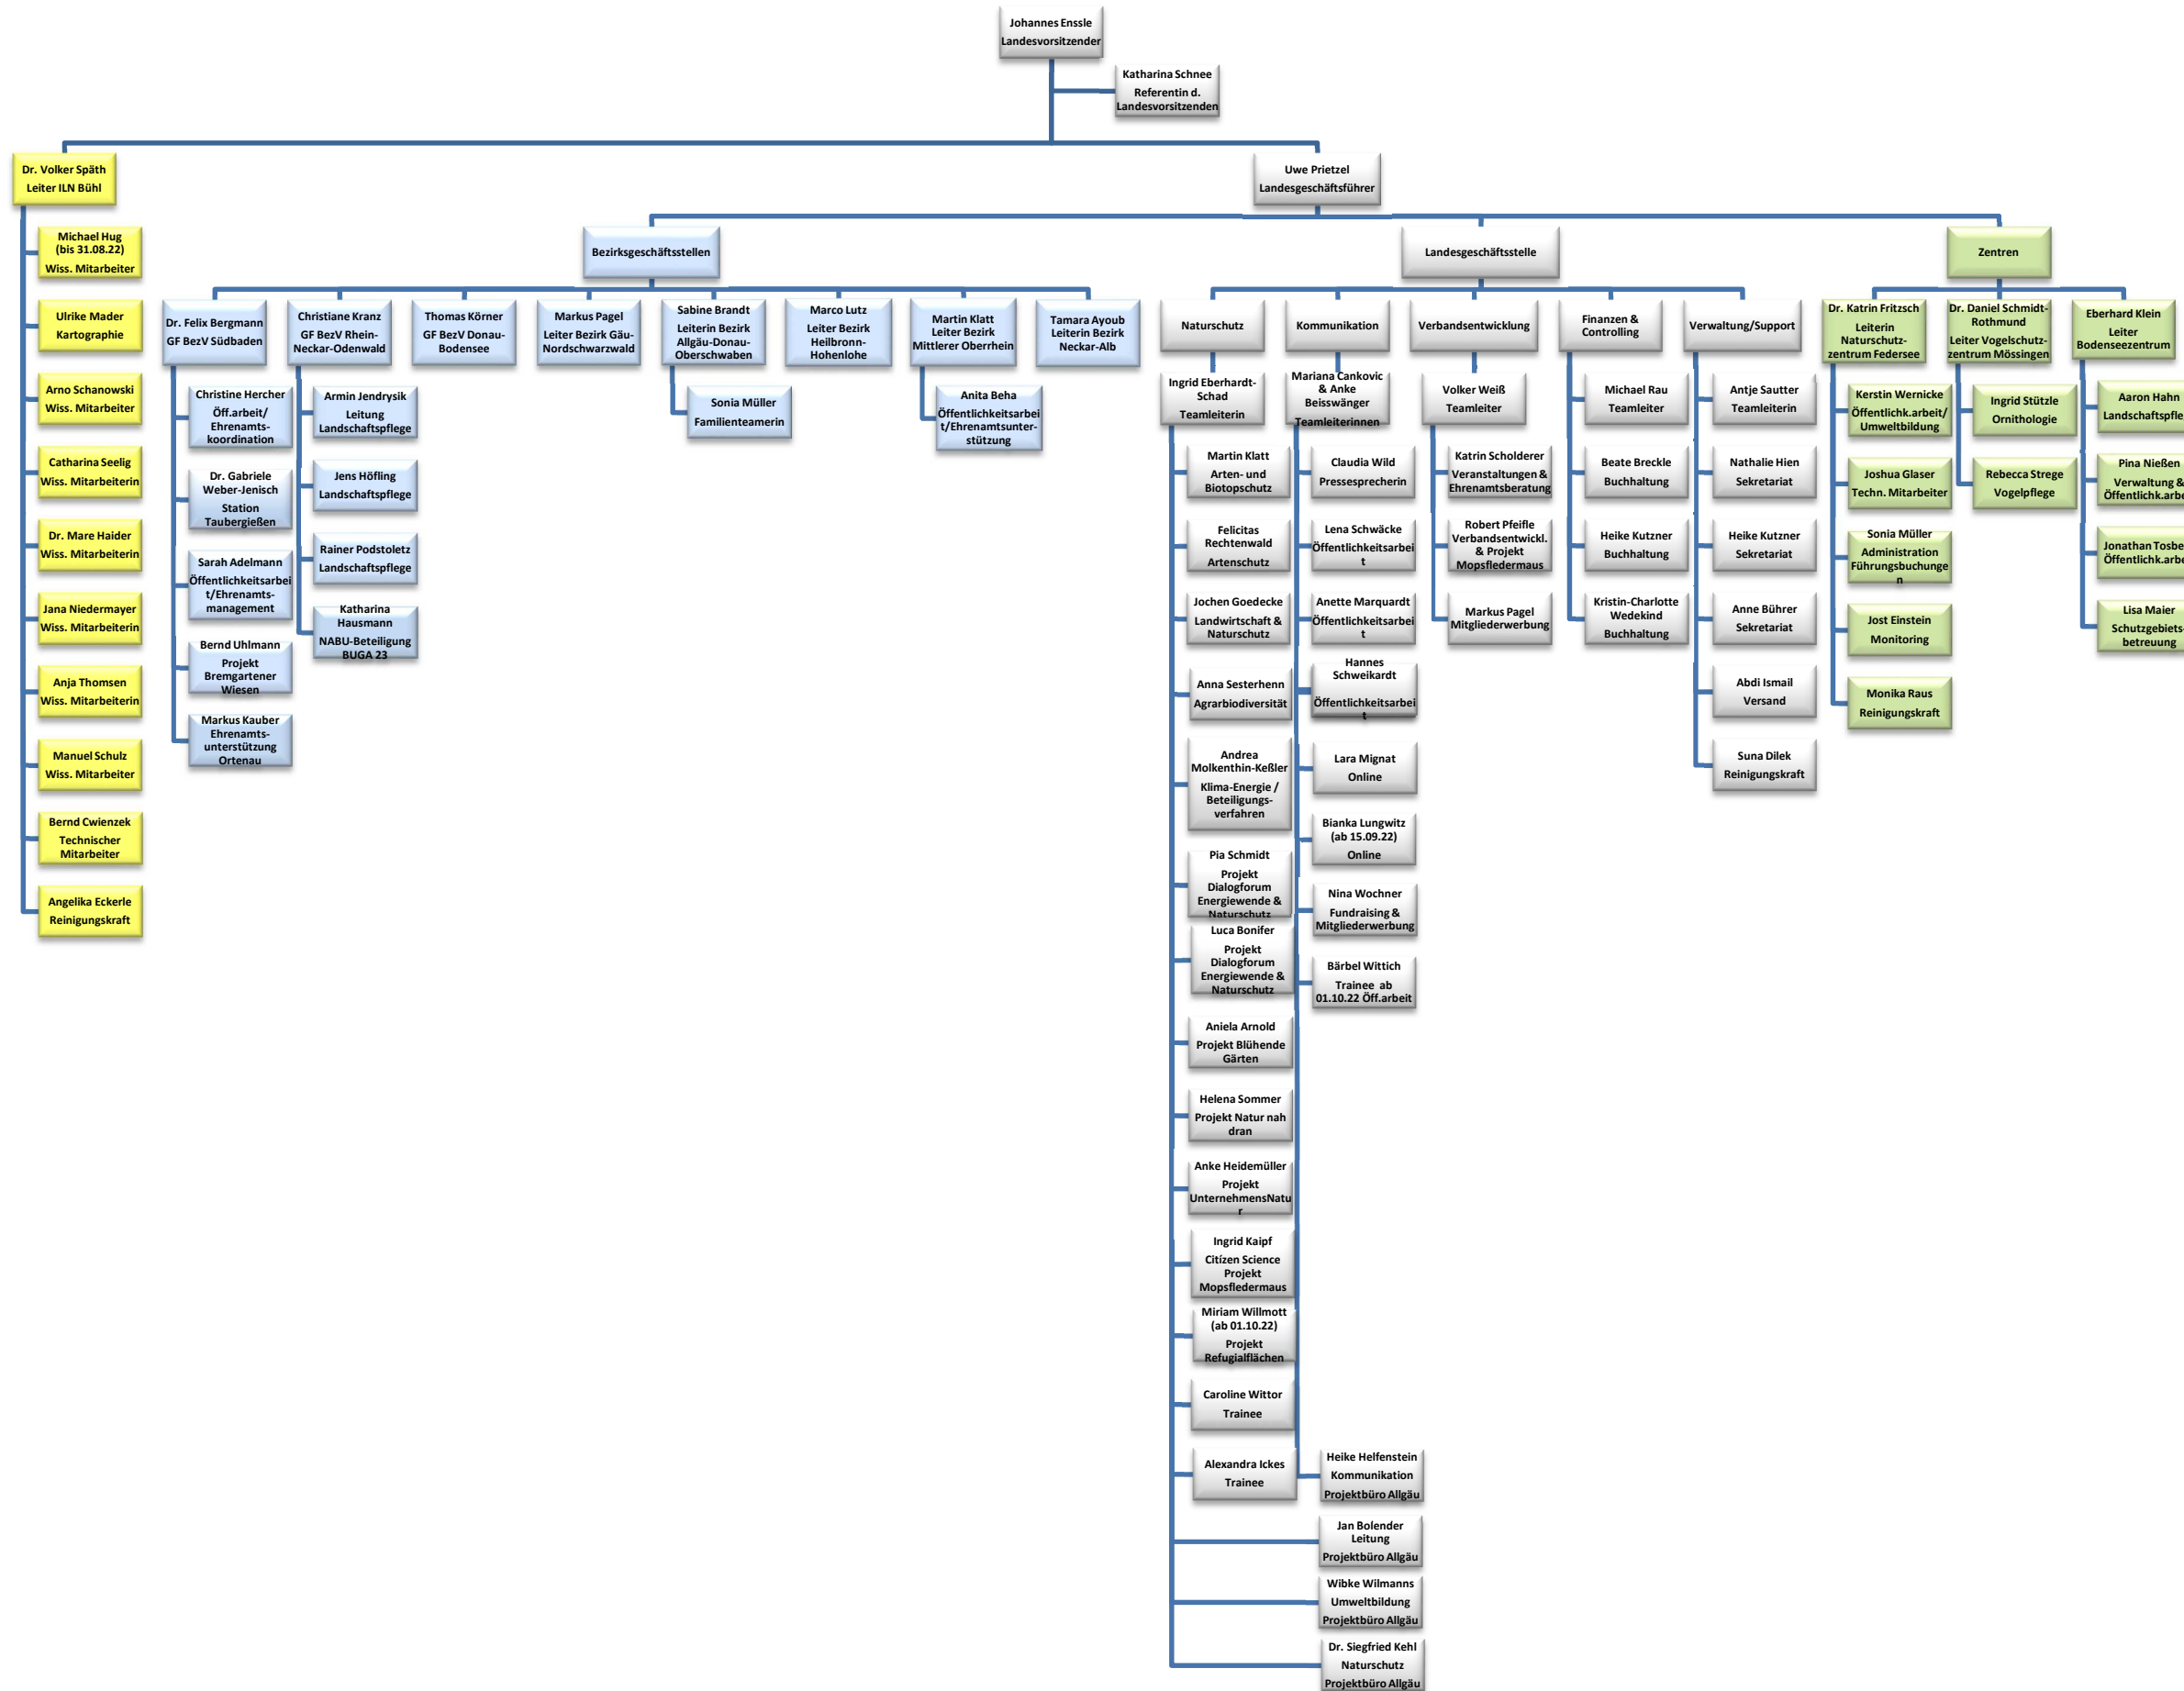 Johannes Enssle
Landesvorsitzender
Katharina Schnee
Referentin d.
Landesvorsitzenden
Dr. Volker Späth
Leiter ILN Bühl
Uwe Prietzel
Landesgeschäftsführer
Michael Hug
(bis 31.08.22)
Wiss. Mitarbeiter
Ulrike Mader
Kartographie
Arno Schanowski
Wiss. Mitarbeiter
Catharina Seelig
Wiss. Mitarbeiterin
Dr. Mare Haider
Wiss. Mitarbeiterin
Jana Niedermayer
Wiss. Mitarbeiterin
Anja Thomsen
Wiss. Mitarbeiterin
Manuel Schulz
Wiss. Mitarbeiter
Bernd Cwienzek
Technischer
Mitarbeiter
Angelika Eckerle
Reinigungskraft
Bezirksgeschäftsstellen
Dr. Felix Bergmann
GF BezV Südbaden
Christine Hercher
Öff.arbeit/
Ehrenamts-
koordination
Dr. Gabriele
Weber-Jenisch
Station
Taubergießen
Sarah Adelmann
Öffentlichkeitsarbei
t/Ehrenamts-
management
Bernd Uhlmann
Projekt
Bremgartener
Wiesen
Markus Kauber
Ehrenamts-
unterstützung
Ortenau
Christiane Kranz
GF BezV Rhein-
Neckar-Odenwald
Armin Jendrysik
Leitung
Landschaftspflege
Jens Höfling
Landschaftspflege
Rainer Podstoletz
Landschaftspflege
Katharina
Hausmann
NABU-Beteiligung
BUGA 23
Thomas Körner
GF BezV Donau-
Bodensee
Markus Pagel
Leiter Bezirk Gäu-
Nordschwarzwald
Sabine Brandt
Leiterin Bezirk
Allgäu-Donau-
Oberschwaben
Sonia Müller
Familienteamerin
Marco Lutz
Leiter Bezirk
Heilbronn-
Hohenlohe
Martin Klatt
Leiter Bezirk
Mittlerer Oberrhein
Anita Beha
Öffentlichkeitsarbei
t/Ehrenamtsunter-
stützung
Tamara Ayoub
Leiterin Bezirk
Neckar-Alb
Landesgeschäftsstelle
Naturschutz
Ingrid Eberhardt-
Schad
Teamleiterin
Martin Klatt
Arten- und
Biotopschutz
Felicitas
Rechtenwald
Artenschutz
Jochen Goedecke
Landwirtschaft &
Naturschutz
Anna Sesterhenn
Agrarbiodiversität
Andrea
Molkenthin-Keßler
Klima-Energie /
Beteiligungs-
verfahren
Pia Schmidt
Projekt
Dialogforum
Energiewende &
Naturschutz
Luca Bonifer
Projekt
Dialogforum
Energiewende &
Naturschutz
Aniela Arnold
Projekt Blühende
Gärten
Helena Sommer
Projekt Natur nah
dran
Anke Heidemüller
Projekt
UnternehmensNatu
r
Ingrid Kaipf
Citízen Science
Projekt
Mopsfledermaus
Miriam Willmott
(ab 01.10.22)
Projekt
Refugialflächen
Caroline Wittor
Trainee
Alexandra Ickes
Trainee
Kommunikation
Mariana Cankovic
& Anke
Beisswänger
Teamleiterinnen
Claudia Wild
Pressesprecherin
Lena Schwäcke
Öffentlichkeitsarbei
t
Anette Marquardt
Öffentlichkeitsarbei
t
Hannes
Schweikardt
Öffentlichkeitsarbei
t
Lara Mignat
Online
Bianka Lungwitz
(ab 15.09.22)
Online
Nina Wochner
Fundraising &
Mitgliederwerbung
Bärbel Wittich
Trainee ab
01.10.22 Öff.arbeit
Heike Helfenstein
Kommunikation
Projektbüro Allgäu
Jan Bolender
Leitung
Projektbüro Allgäu
Wibke Wilmanns
Umweltbildung
Projektbüro Allgäu
Dr. Siegfried Kehl
Naturschutz
Projektbüro Allgäu
Verbandsentwicklung
Volker Weiß
Teamleiter
Katrin Scholderer
Veranstaltungen &
Ehrenamtsberatung
Robert Pfeifle
Verbandsentwickl.
& Projekt
Mopsfledermaus
Markus Pagel
Mitgliederwerbung
Finanzen &
Controlling
Michael Rau
Teamleiter
Beate Breckle
Buchhaltung
Heike Kutzner
Buchhaltung
Kristin-Charlotte
Wedekind
Buchhaltung
Verwaltung/Support
Antje Sautter
Teamleiterin
Nathalie Hien
Sekretariat
Heike Kutzner
Sekretariat
Anne Bührer
Sekretariat
Abdi Ismail
Versand
Suna Dilek
Reinigungskraft
Zentren
Dr. Katrin Fritzsch
Leiterin
Naturschutz-
zentrum Federsee
Kerstin Wernicke
Öffentlichk.arbeit/
Umweltbildung
Joshua Glaser
Techn. Mitarbeiter
Sonia Müller
Administration
Führungsbuchunge
n
Jost Einstein
Monitoring
Monika Raus
Reinigungskraft
Dr. Daniel Schmidt-
Rothmund
Leiter Vogelschutz-
zentrum Mössingen
Ingrid Stützle
Ornithologie
Rebecca Strege
Vogelpflege
Eberhard Klein
Leiter
Bodenseezentrum
Aaron Hahn
Landschaftspfle
Pina Nießen
Verwaltung &
Öffentlichk.arbe
Jonathan Tosbe
Öffentlichk.arbe
Lisa Maier
Schutzgebiets-
betreuung